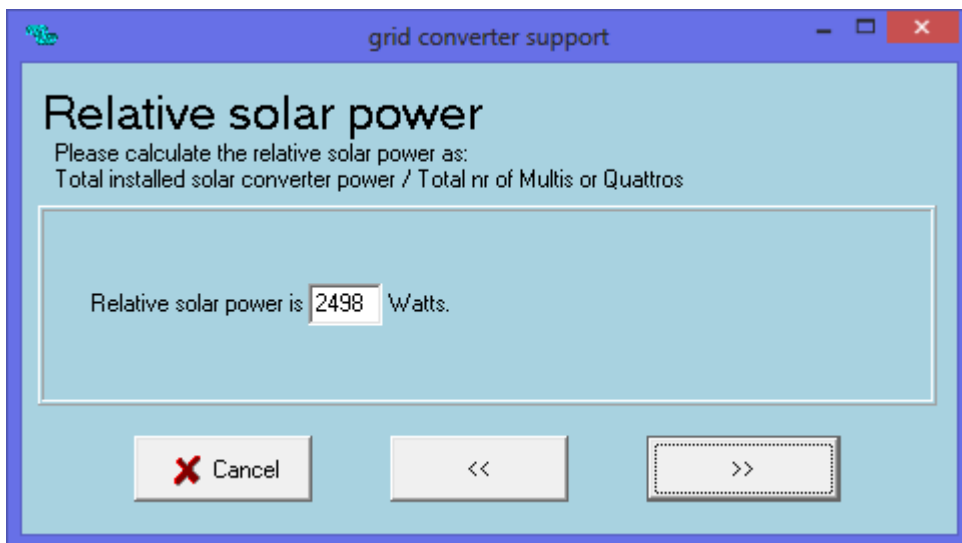 grid converter support
Relative solar power
Please calculate the relative solar power as:
Total installed solar converter power / Total nr of Multis or Quattros
Relative solar power is 2498 Watts.
Cancel << >>